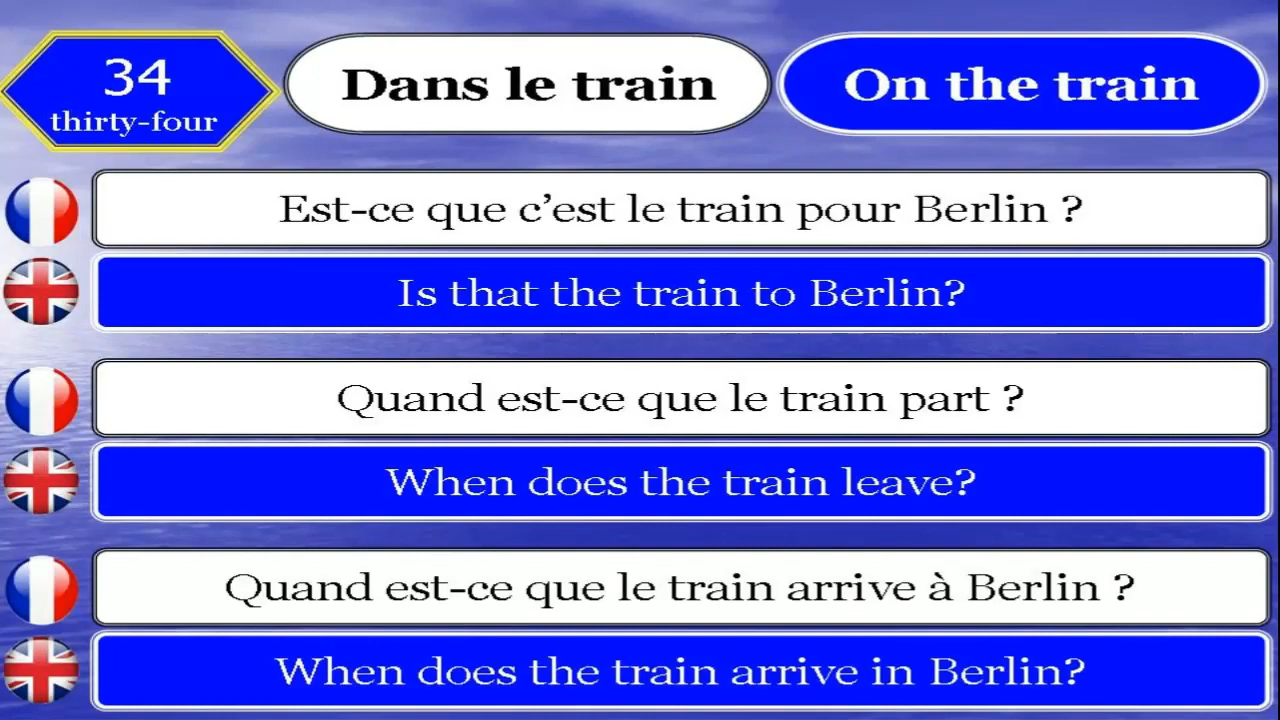 34
thirty-four
Dans le train
On the train
Est-ce que c’est le train pour Berlin ?
Is that the train to Berlin?
Quand est-ce que le train part ?
When does the train leave?
Quand est-ce que le train arrive à Berlin ?
When does the train arrive in Berlin?